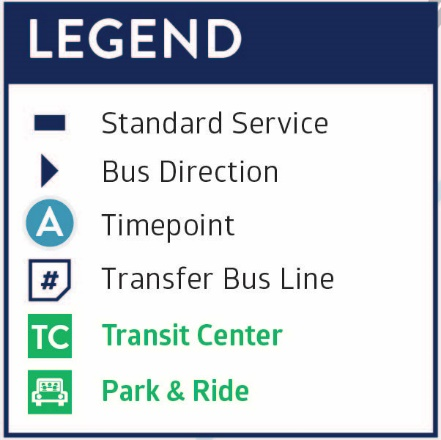 LEGEND
Standard Service
Bus Direction
A Timepoint
# Transfer Bus Line
TC Transit Center
Park & Ride